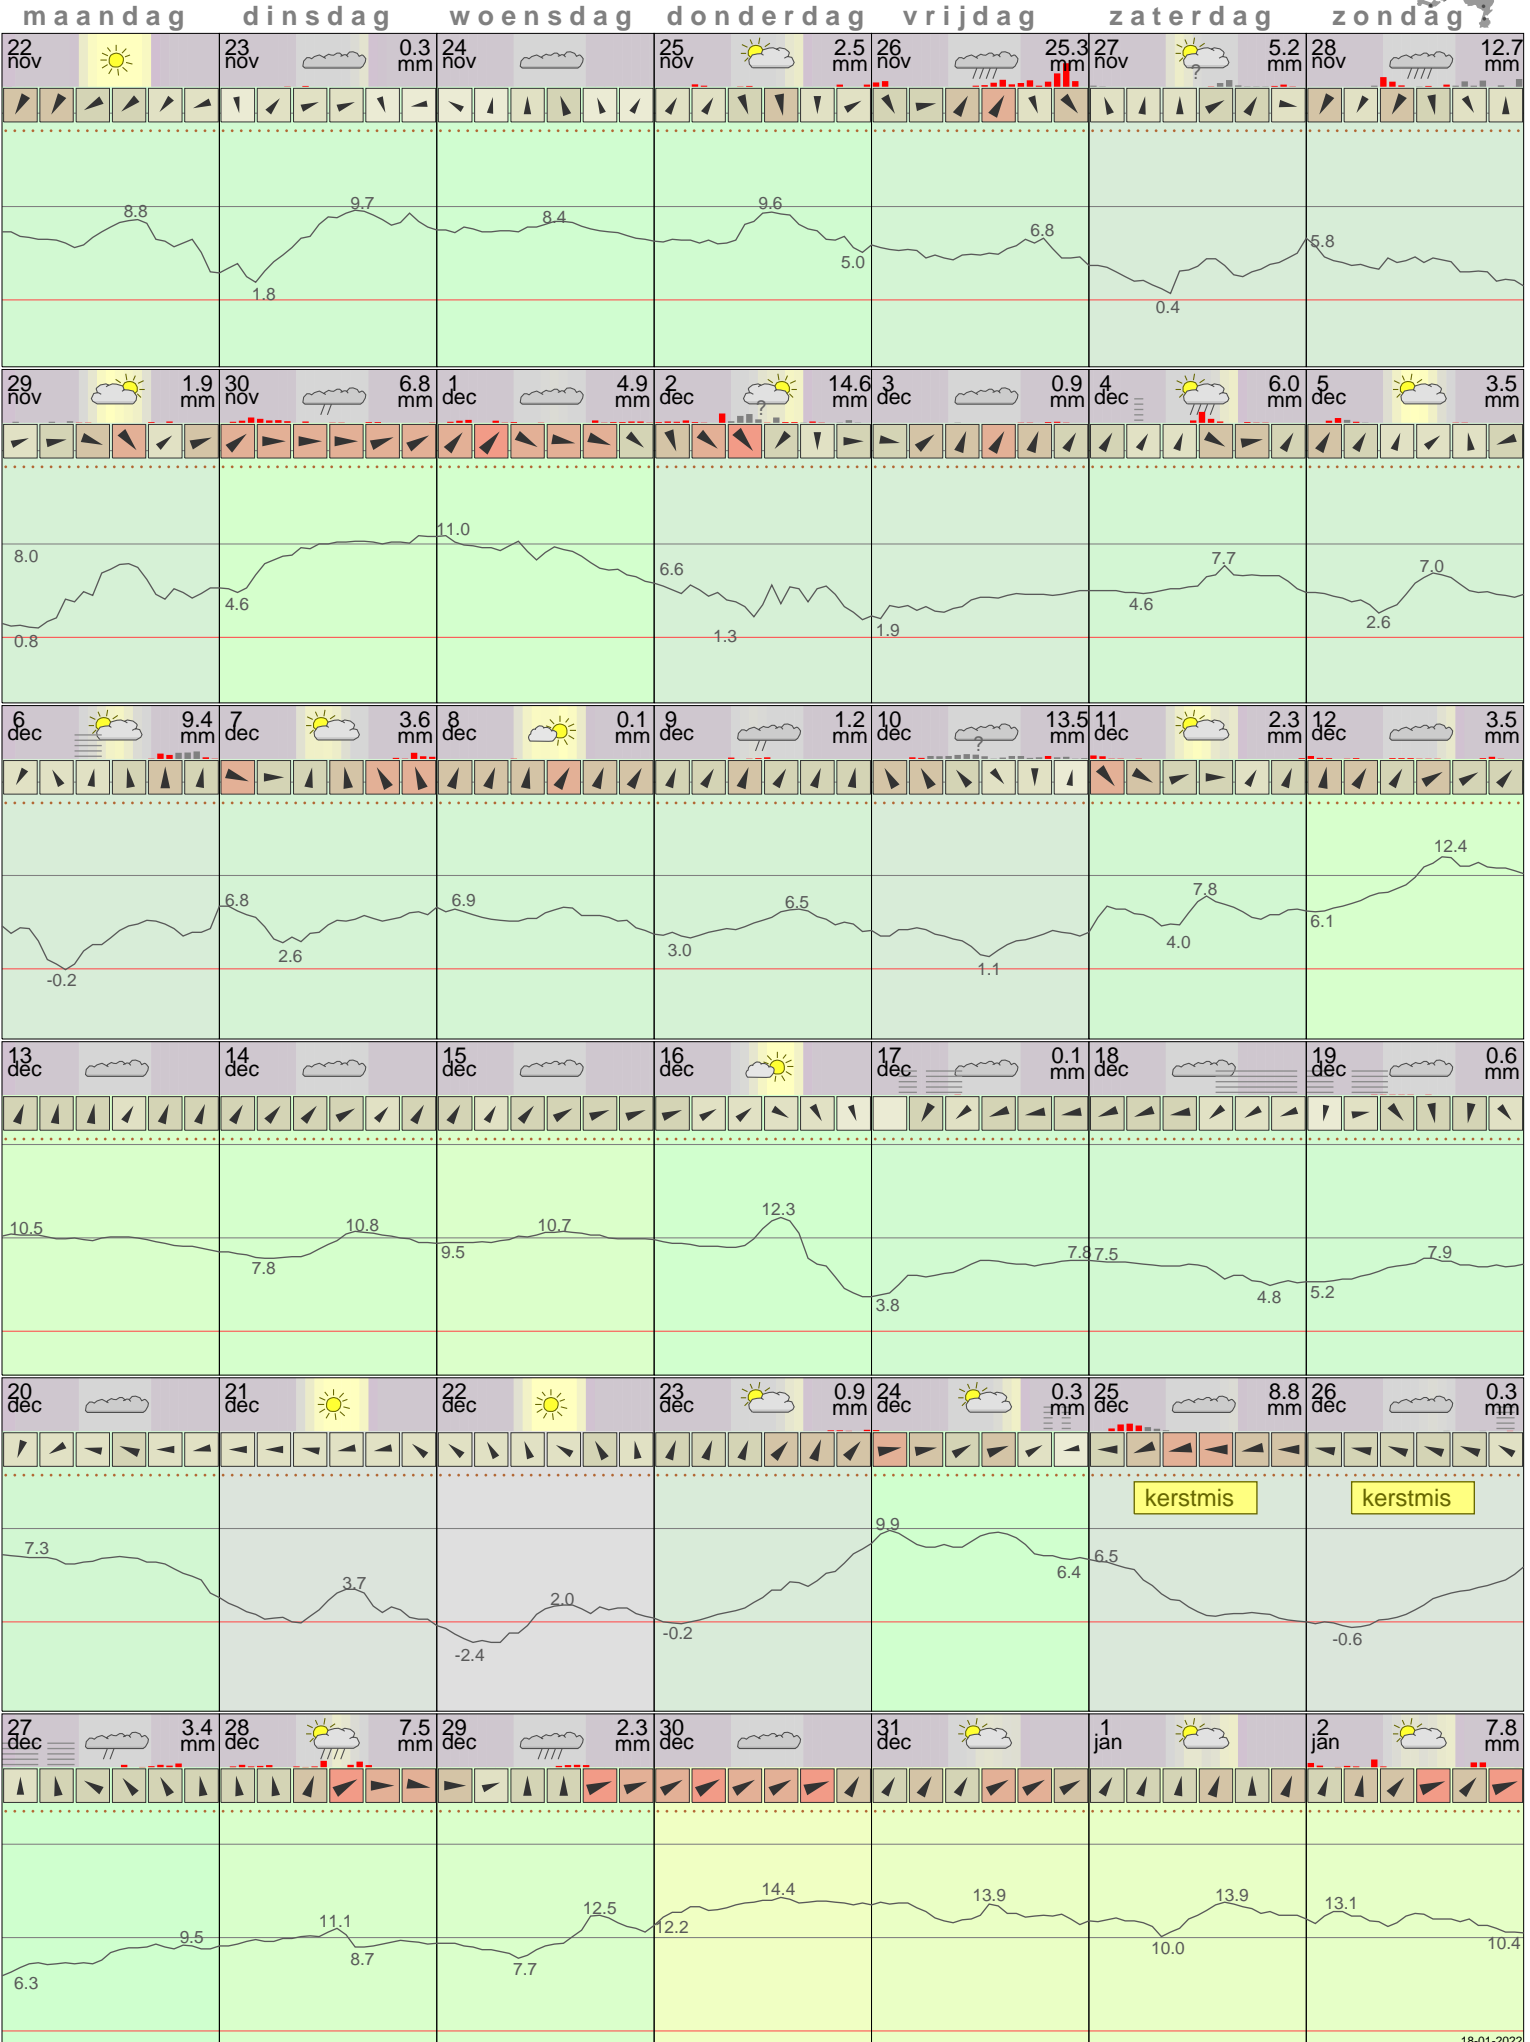 maandag dinsdag woensdag donderdag vrijdag zaterdag zondag
22 23 0.3 24 25 2.5 26 25.3 27 5.2 28 12.7
nov nov mm nov nov mm nov mm nov mm nov mm
?
8.8 9.7 8.4 9.6 6.8 5.8
1.8 5.0 0.4
29 1.9 30 6.8 1 4.9 2 14.6 3 0.9 4 6.0 5 3.5
nov mm nov mm dec mm dec mm dec mm dec mm dec mm
?
8.0 11.0 6.6 7.7 7.0
0.8 4.6 1.3 1.9 4.6 2.6
6 9.4 7 3.6 8 0.1 9 1.2 10 13.5 11 2.3 12 3.5
dec mm dec mm dec mm dec mm dec mm dec mm dec mm
?
6.8 6.9 6.5 7.8 12.4
-0.2 2.6 3.0 1.1 4.0 6.1
13 14 15 16 17 0.1 18 19 0.6
dec dec dec dec dec mm dec dec mm
10.5 10.8 10.7 12.3 7.8 7.5 7.9
7.8 9.5 3.8 4.8 5.2
20 21 22 23 0.9 24 0.3 25 8.8 26 0.3
dec dec dec dec mm dec mm dec mm dec mm
kerstmis kerstmis
7.3 3.7 2.0 9.9 6.5
-2.4 -0.2 6.4 -0.6
27 3.4 28 7.5 29 2.3 30 31 1 2 7.8
dec mm dec mm dec mm dec dec jan jan mm
9.5 11.1 12.5 14.4 13.9 13.9 13.1
6.3 8.7 7.7 12.2 10.0 10.4
18-01-2022